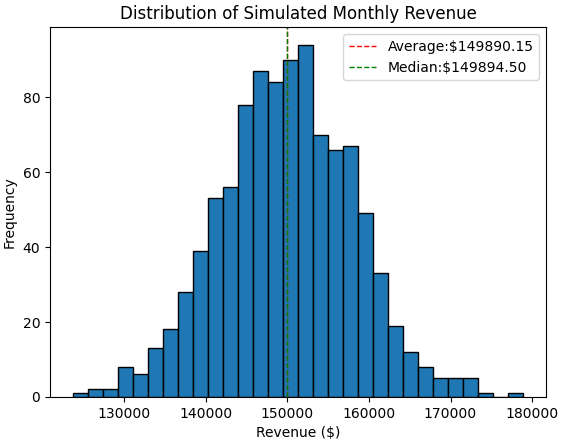 Distribution of Simulated Monthly Revenue
Average:$149890.15
Median:$149894.50
Frequency
80
60
40
20
0
130000 140000 150000 160000 170000 180000
Revenue ($)